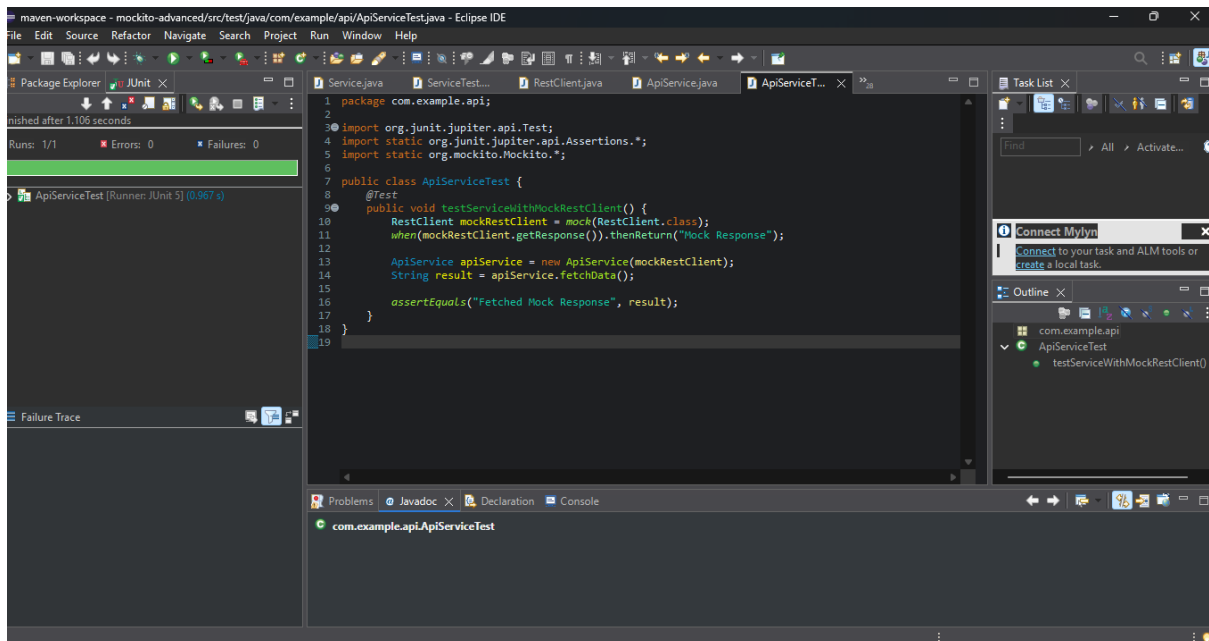 maven-workspace - mockito-advanced/src/test/java/com/example/api/ApiServiceTest.java - Eclipse IDE
File Edit Source Refactor Navigate Search Project Run Window Help
Package Explorer JUnit
Service.java ServiceTest.... RestClient.java ApiService.java ApiServiceT... »28
Task List
nished after 1.106 seconds
Runs: 1/1 Errors: 0 Failures: 0
ApiServiceTest [Runner: JUnit 5] (0.967 s)
Failure Trace
1 package com.example.api;
2
3 import org.junit.jupiter.api.Test;
4 import static org.junit.jupiter.api.Assertions.*;
5 import static org.mockito.Mockito.*;
6
7 public class ApiServiceTest {
8 @Test
9 public void testServiceWithMockRestClient() {
10 RestClient mockRestClient = mock(RestClient.class);
11 when(mockRestClient.getResponse()).thenReturn("Mock Response");
12
13 ApiService apiService = new ApiService(mockRestClient);
14 String result = apiService.fetchData();
15
16 assertEquals("Fetched Mock Response", result);
17 }
18 }
19
Find All Activate...
Connect Mylyn
Connect to your task and ALM tools or
create a local task.
Outline
com.example.api
ApiServiceTest
testServiceWithMockRestClient()
Problems Javadoc Declaration Console
com.example.api.ApiServiceTest